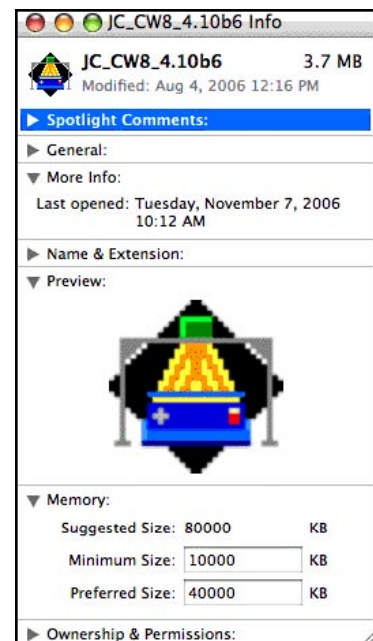 JC_CW8_4.10b6 Info
JC_CW8_4.10b6 3.7 MB
Modified: Aug 4, 2006 12:16 PM
Spotlight Comments:
General:
More Info:
Last opened: Tuesday, November 7, 2006
10:12 AM
Name & Extension:
Preview:
Memory:
Suggested Size: 80000 KB
Minimum Size: 10000 KB
Preferred Size: 40000 KB
Ownership & Permissions: